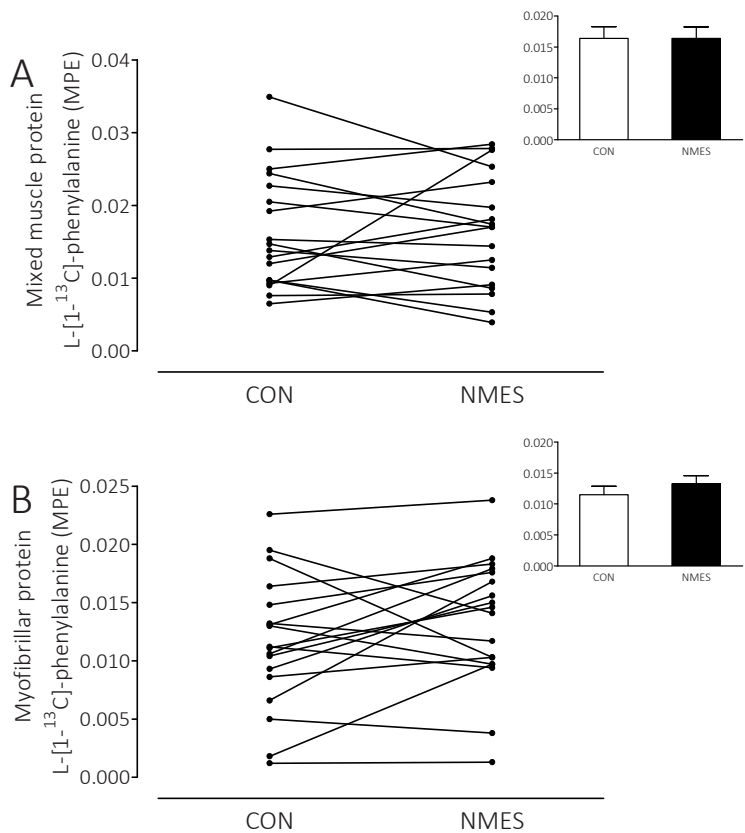 A
Mixed muscle protein
L-[1-¹³C]-phenylalanine (MPE)
0.04
0.03
0.02
0.01
0.00
CON NMES
0.020
0.015
0.010
0.005
0.000
CON NMES
B
Myofibrillar protein
L-[1-¹³C]-phenylalanine (MPE)
0.025
0.020
0.015
0.010
0.005
0.000
CON NMES
0.020
0.015
0.010
0.005
0.000
CON NMES